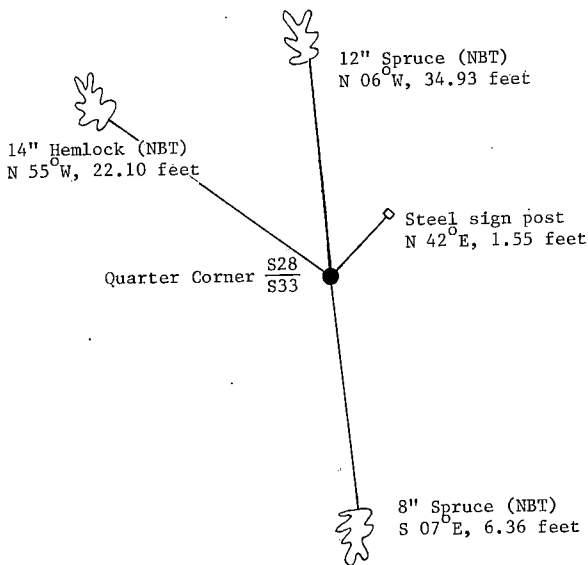 12" Spruce (NBT)
N 06°W, 34.93 feet
14" Hemlock (NBT)
N 55°W, 22.10 feet
Steel sign post
N 42°E, 1.55 feet
Quarter Corner S28
S33
8" Spruce (NBT)
S 07°E, 6.36 feet